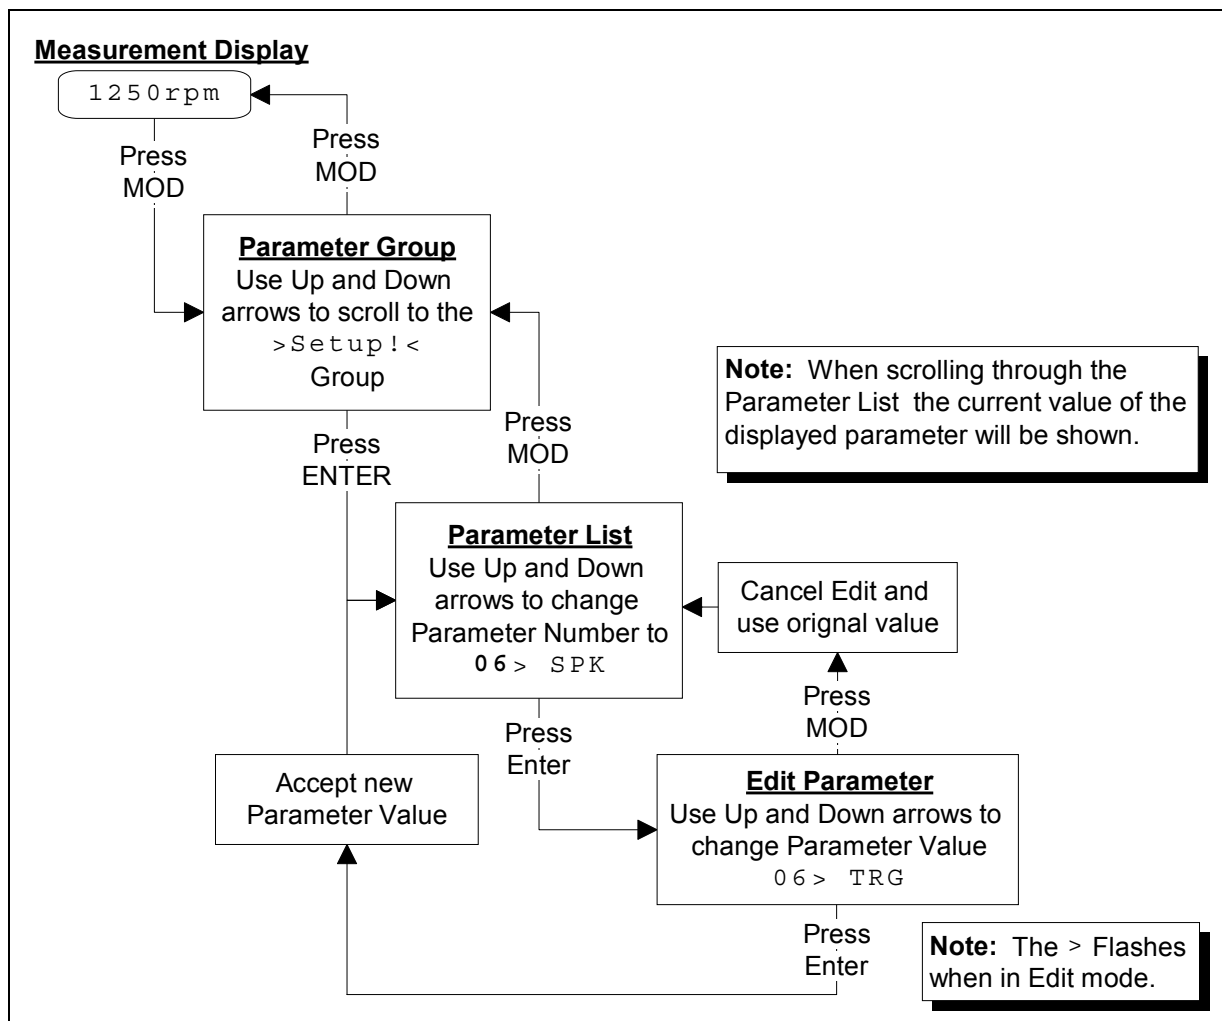 Measurement Display
1250rpm
Press
MOD
Press
MOD
Parameter Group
Use Up and Down
arrows to scroll to the
>Setup!<
Group
Note: When scrolling through the
Parameter List the current value of the
displayed parameter will be shown.
Press
MOD
Press
ENTER
Parameter List
Use Up and Down
arrows to change
Parameter Number to
06> SPK
Cancel Edit and
use orignal value
Press
MOD
Press
Enter
Accept new
Parameter Value
Edit Parameter
Use Up and Down arrows to
change Parameter Value
06> TRG
Press
Enter
Note: The > Flashes
when in Edit mode.